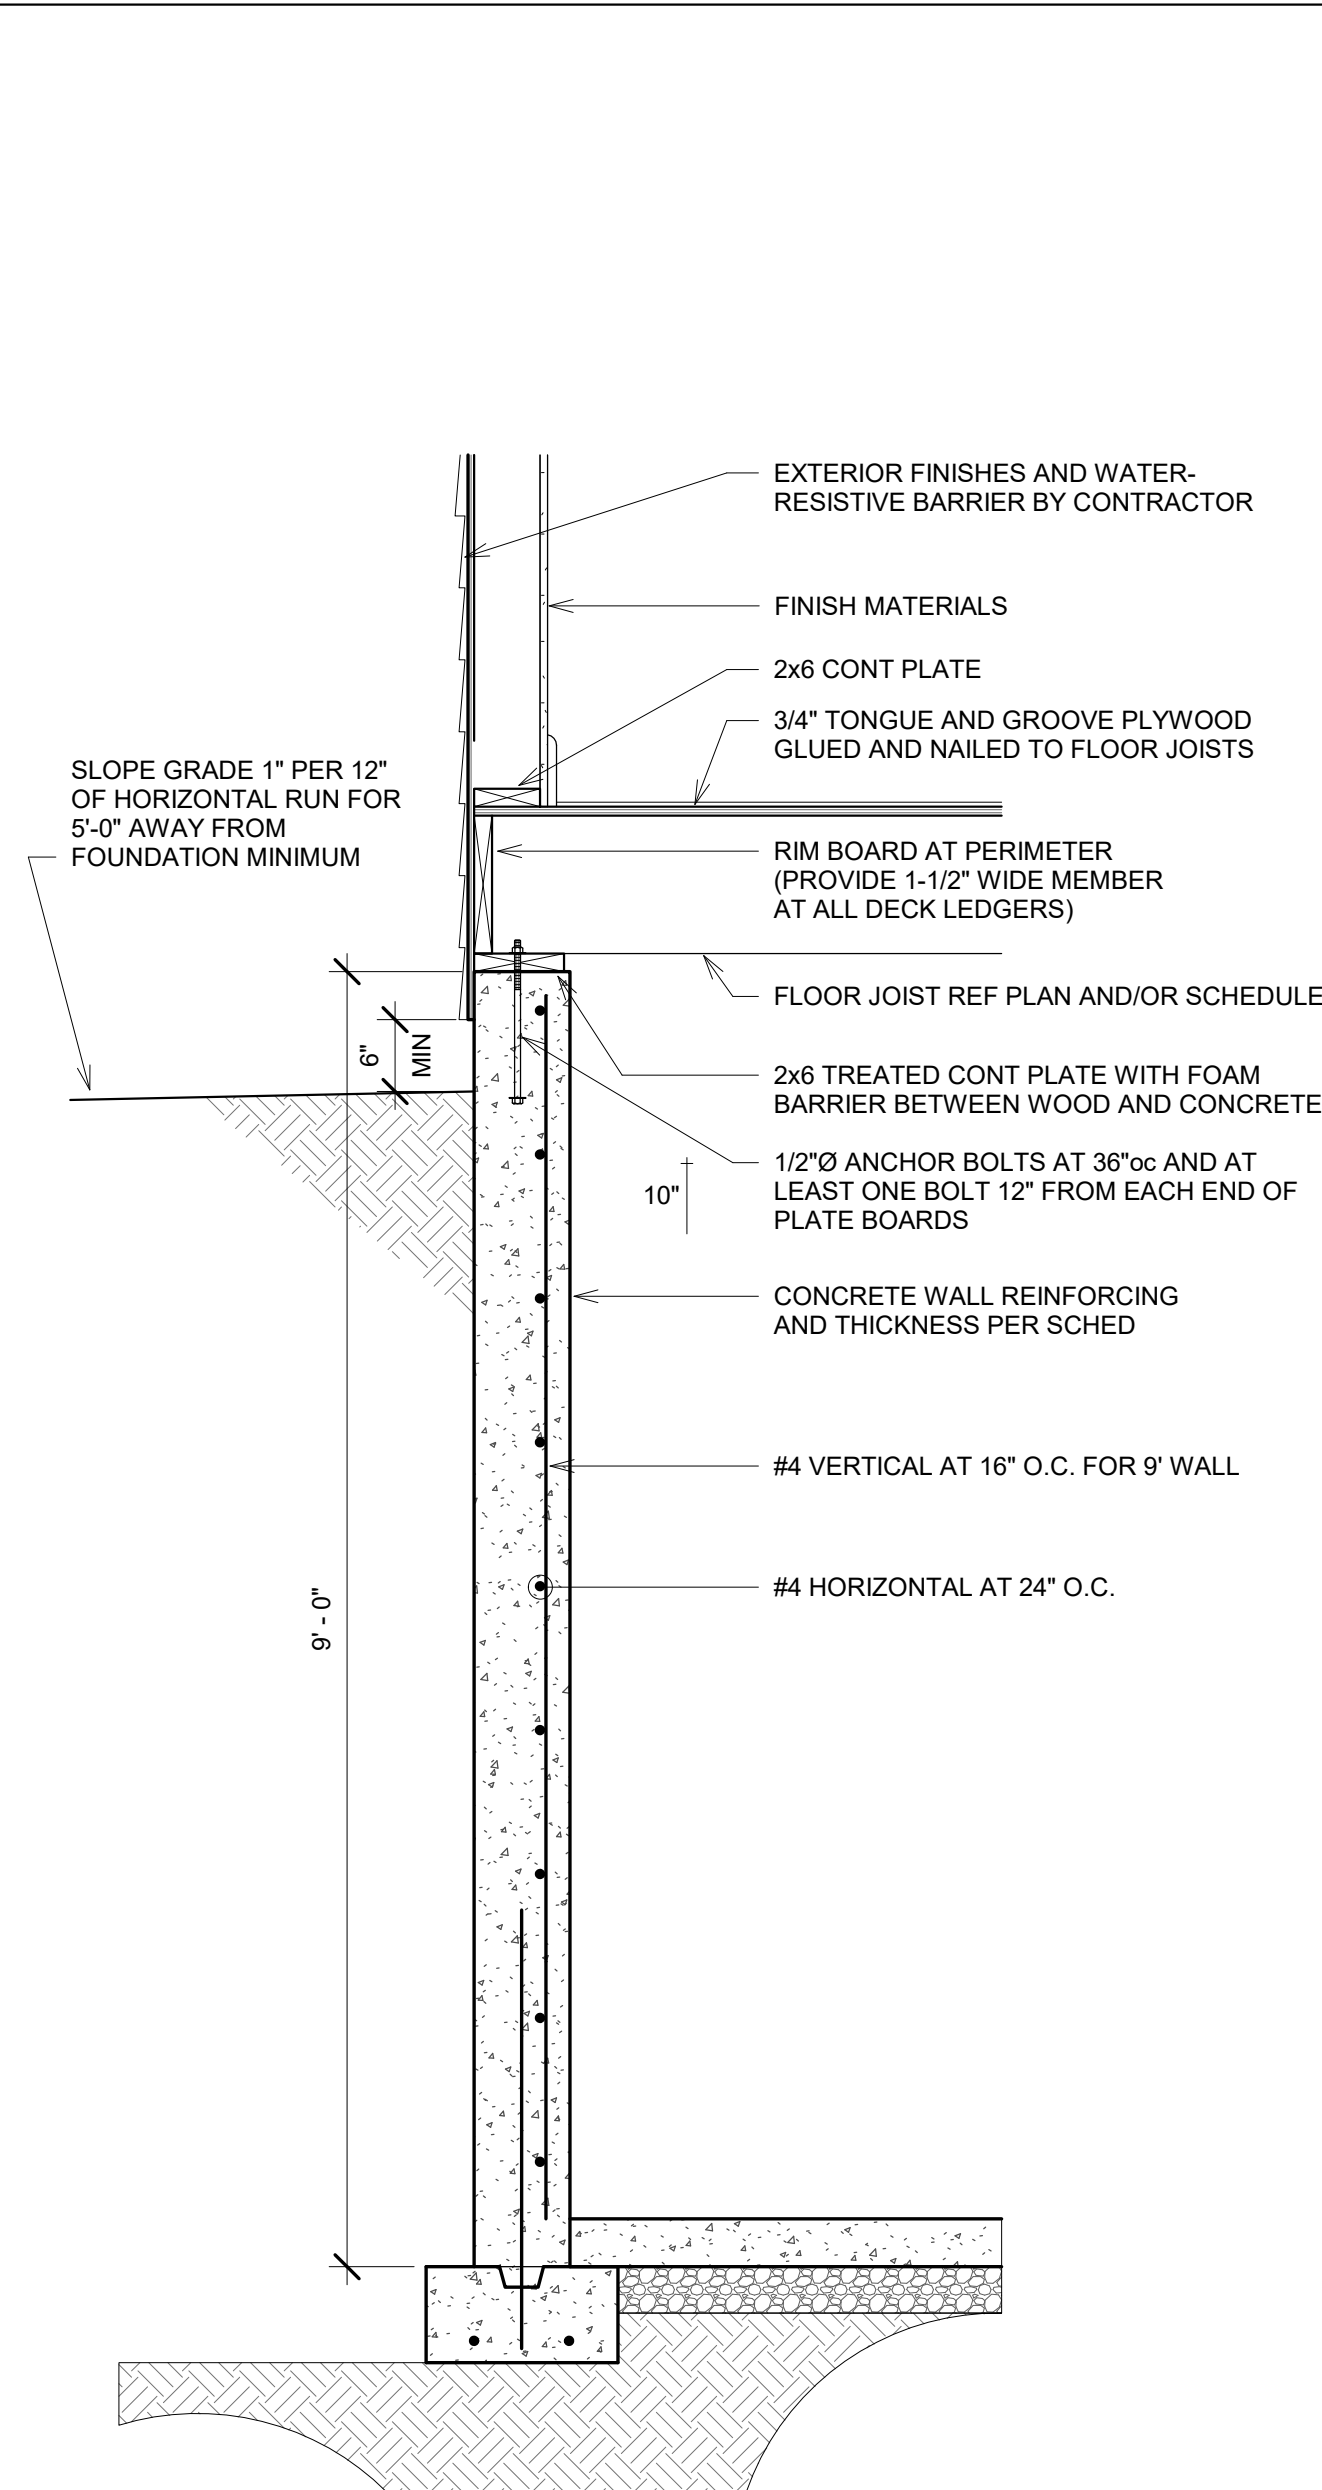 EXTERIOR FINISHES AND WATER-
RESISTIVE BARRIER BY CONTRACTOR
FINISH MATERIALS
2x6 CONT PLATE
3/4" TONGUE AND GROOVE PLYWOOD
GLUED AND NAILED TO FLOOR JOISTS
SLOPE GRADE 1" PER 12"
OF HORIZONTAL RUN FOR
5'-0" AWAY FROM
FOUNDATION MINIMUM
RIM BOARD AT PERIMETER
(PROVIDE 1-1/2" WIDE MEMBER
AT ALL DECK LEDGERS)
FLOOR JOIST REF PLAN AND/OR SCHEDULE
6"
MIN
2x6 TREATED CONT PLATE WITH FOAM
BARRIER BETWEEN WOOD AND CONCRETE
1/2"Ø ANCHOR BOLTS AT 36"oc AND AT
LEAST ONE BOLT 12" FROM EACH END OF
PLATE BOARDS
10"
CONCRETE WALL REINFORCING
AND THICKNESS PER SCHED
#4 VERTICAL AT 16" O.C. FOR 9' WALL
#4 HORIZONTAL AT 24" O.C.
9' - 0"